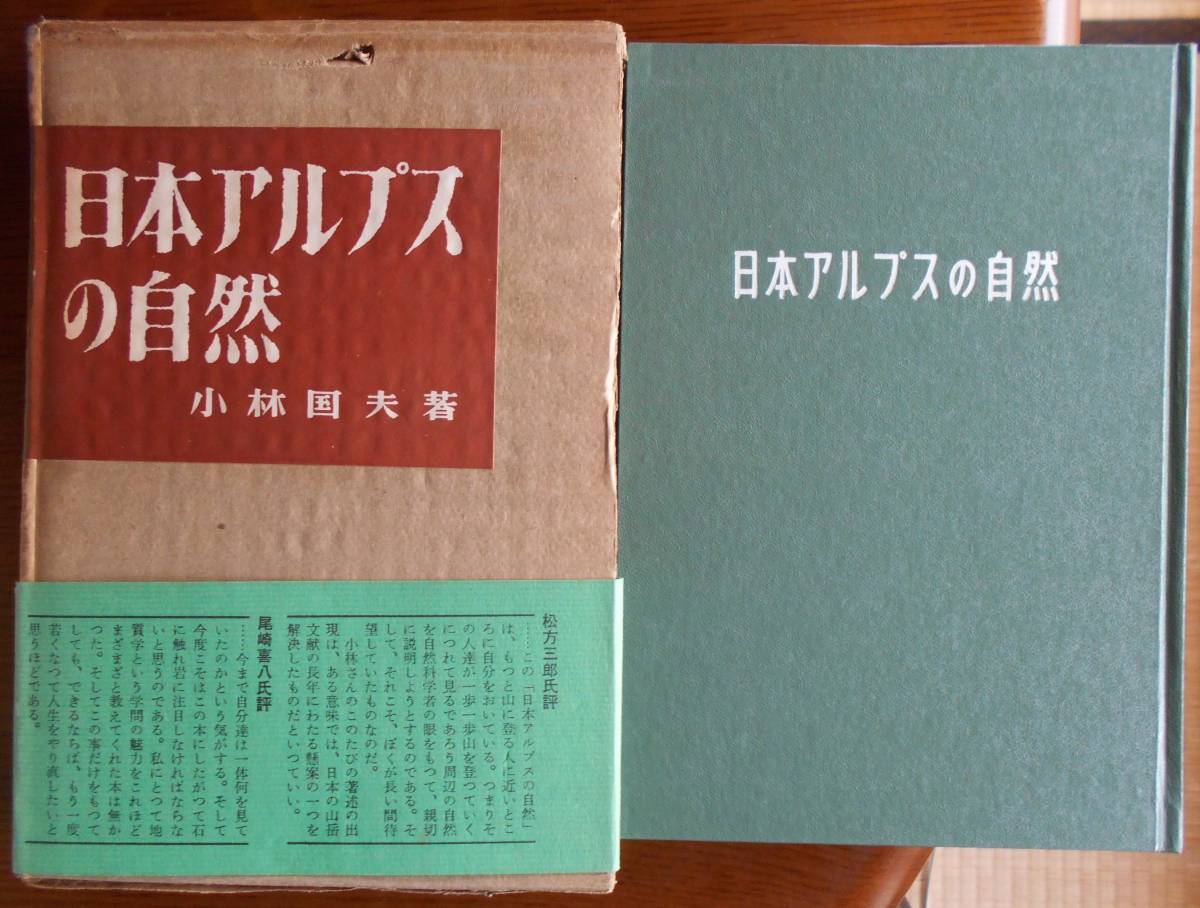 日本アルプス
の自然
小林国夫著
松方三郎氏評
……この「日本アルプスの自然」
は、もつと山に登る人に近いとこ
ろに自分をおいている。つまりそ
の人達が一歩一歩山を登つていく
につれて見るであろう周辺の自然
を自然科学者の眼をもつて、親切
に説明しようとするのである。そ
して、それこそ、ぼくが長い間待
望していたものなのだ。
小林さんのこのたびの著述の出
現は、ある意味では、日本の山岳
文献の長年にわたる懸案の一つを
解決したものだといつていい。
尾崎喜八氏評
……今まで自分達は一体何を見て
いたのかという気がする。そして
今度こそはこの本にしたがつて石
に触れ岩に注目しなければならな
いと思うのである。私にとつて地
質学という学問の魅力をこれほど
まざまざと教えてくれた本は無か
つた。そしてこの事だけをもつて
しても、できるならば、もう一度
若くなつて人生をやり直したいと
思うほどである。
日本アルプスの自然